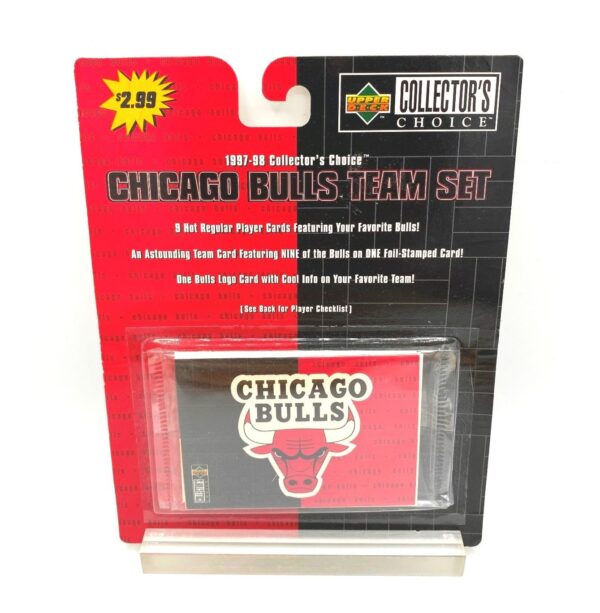 $2.99
UPPER DECK
COLLECTOR'S
CHOICE™
1997-98 Collector's Choice™
CHICAGO BULLS TEAM SET
9 Hot Regular Player Cards Featuring Your Favorite Bulls!
An Astounding Team Card Featuring NINE of the Bulls on ONE Foil-Stamped Card!
One Bulls Logo Card with Cool Info on Your Favorite Team!
[See Back for Player Checklist]
CHICAGO
BULLS